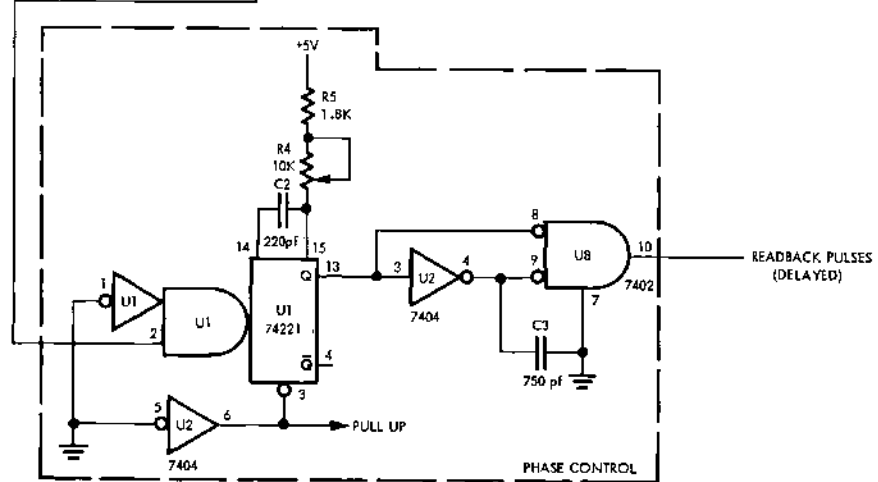 +5V
R5
1.8K
R4
10K
C2
220pf
14
15
8
13
3
4
9
10
U8
7402
7
READBACK PULSES
(DELAYED)
1
U1
U1
2
Q
U1
74221
Q̅
4
3
U2
7404
C3
750 pf
5
U2
6
7404
PULL UP
PHASE CONTROL